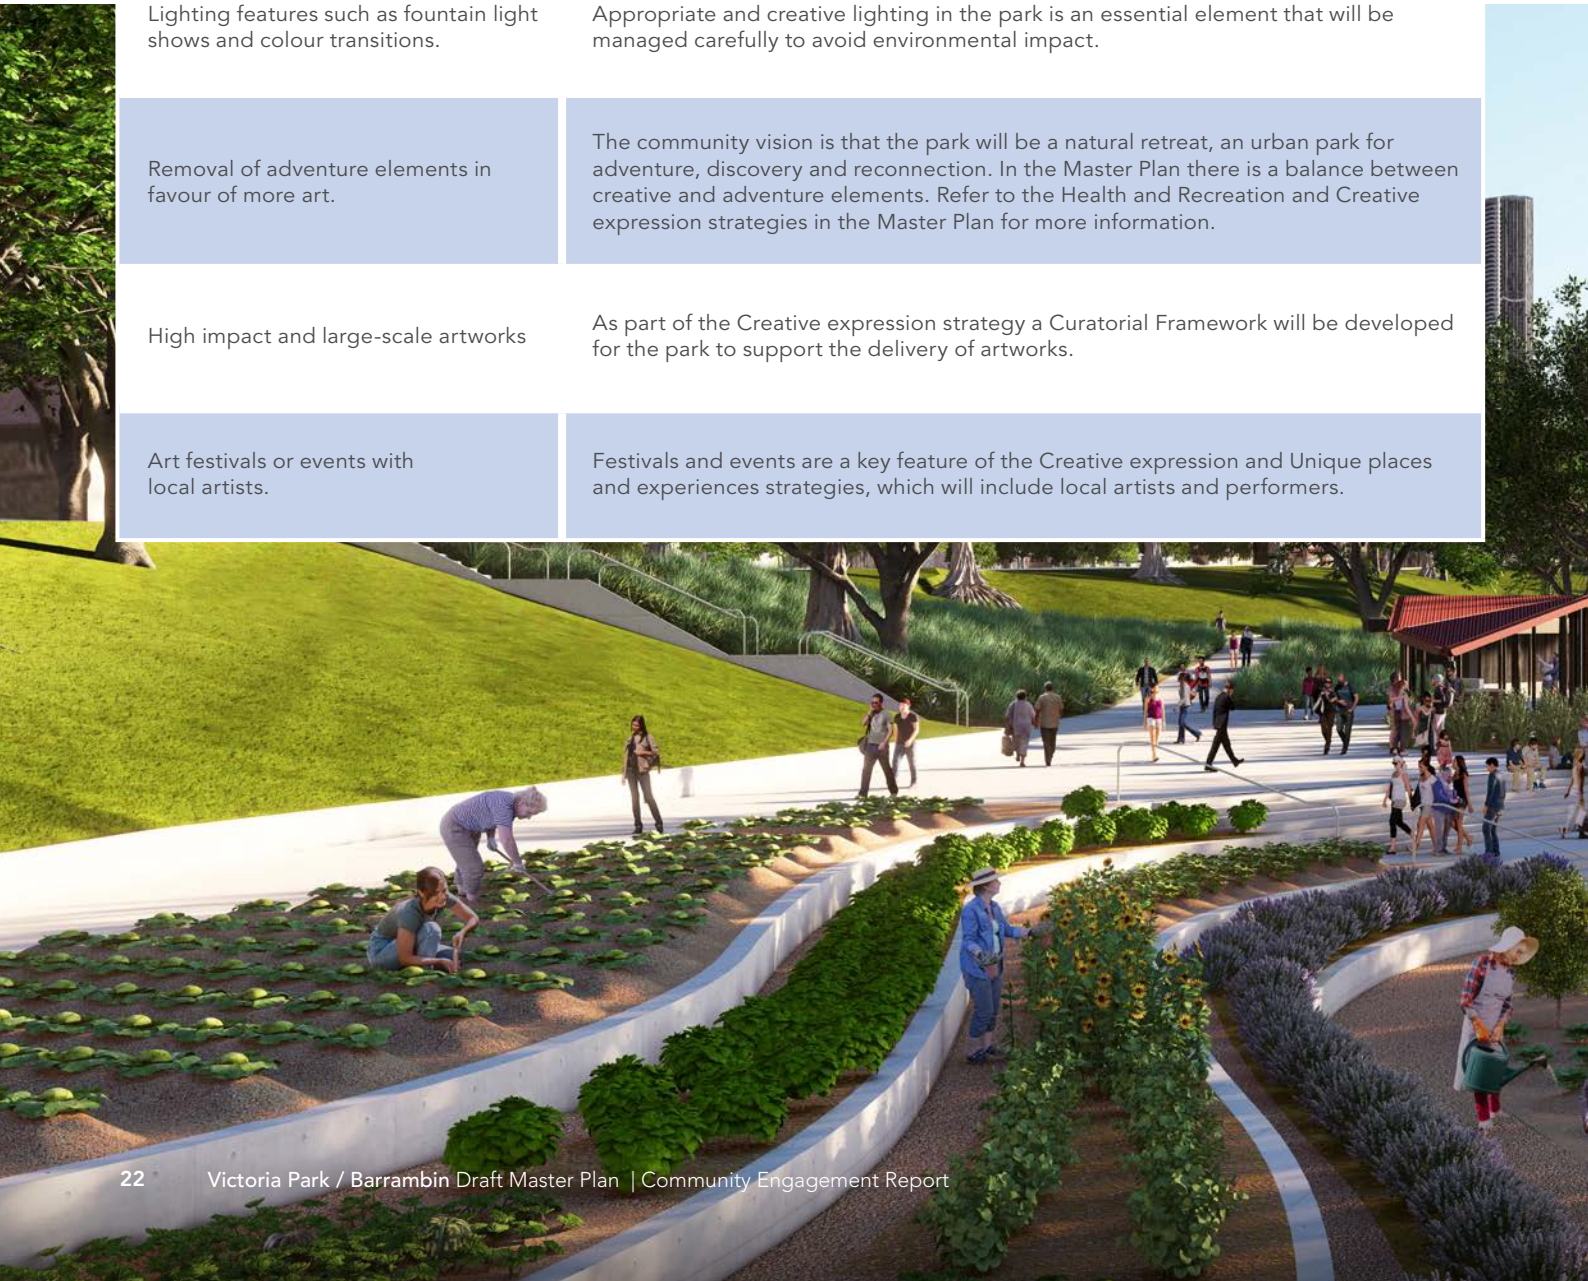 Lighting features such as fountain light
shows and colour transitions.
Appropriate and creative lighting in the park is an essential element that will be
managed carefully to avoid environmental impact.
Removal of adventure elements in
favour of more art.
The community vision is that the park will be a natural retreat, an urban park for
adventure, discovery and reconnection. In the Master Plan there is a balance between
creative and adventure elements. Refer to the Health and Recreation and Creative
expression strategies in the Master Plan for more information.
High impact and large-scale artworks
As part of the Creative expression strategy a Curatorial Framework will be developed
for the park to support the delivery of artworks.
Art festivals or events with
local artists.
Festivals and events are a key feature of the Creative expression and Unique places
and experiences strategies, which will include local artists and performers.
22 Victoria Park / Barrambin Draft Master Plan | Community Engagement Report